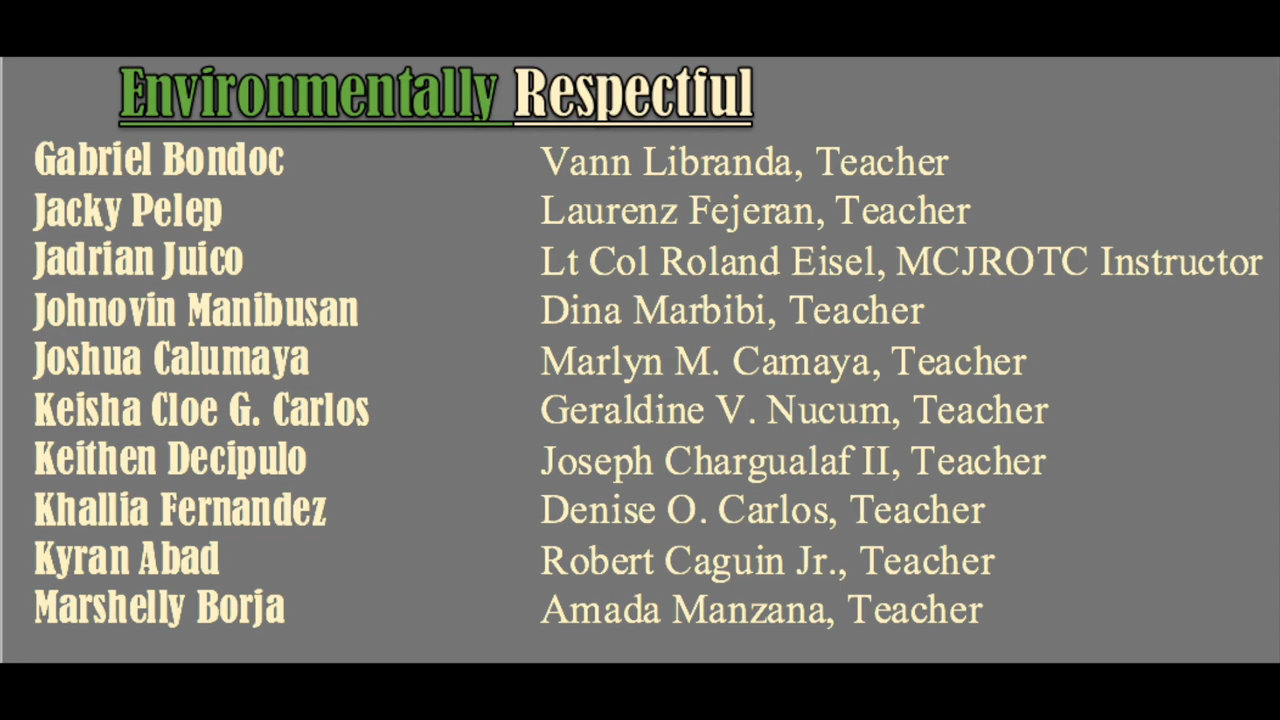 Environmentally Respectful
Gabriel Bondoc Vann Libranda, Teacher
Jacky Pelep Laurenz Fejeran, Teacher
Jadrian Juico Lt Col Roland Eisel, MCJROTC Instructor
Johnovin Manibusan Dina Marbibi, Teacher
Joshua Calumaya Marlyn M. Camaya, Teacher
Keisha Cloe G. Carlos Geraldine V. Nucum, Teacher
Keithen Decipulo Joseph Chargualaf II, Teacher
Khallia Fernandez Denise O. Carlos, Teacher
Kyran Abad Robert Caguin Jr., Teacher
Marshelly Borja Amada Manzana, Teacher